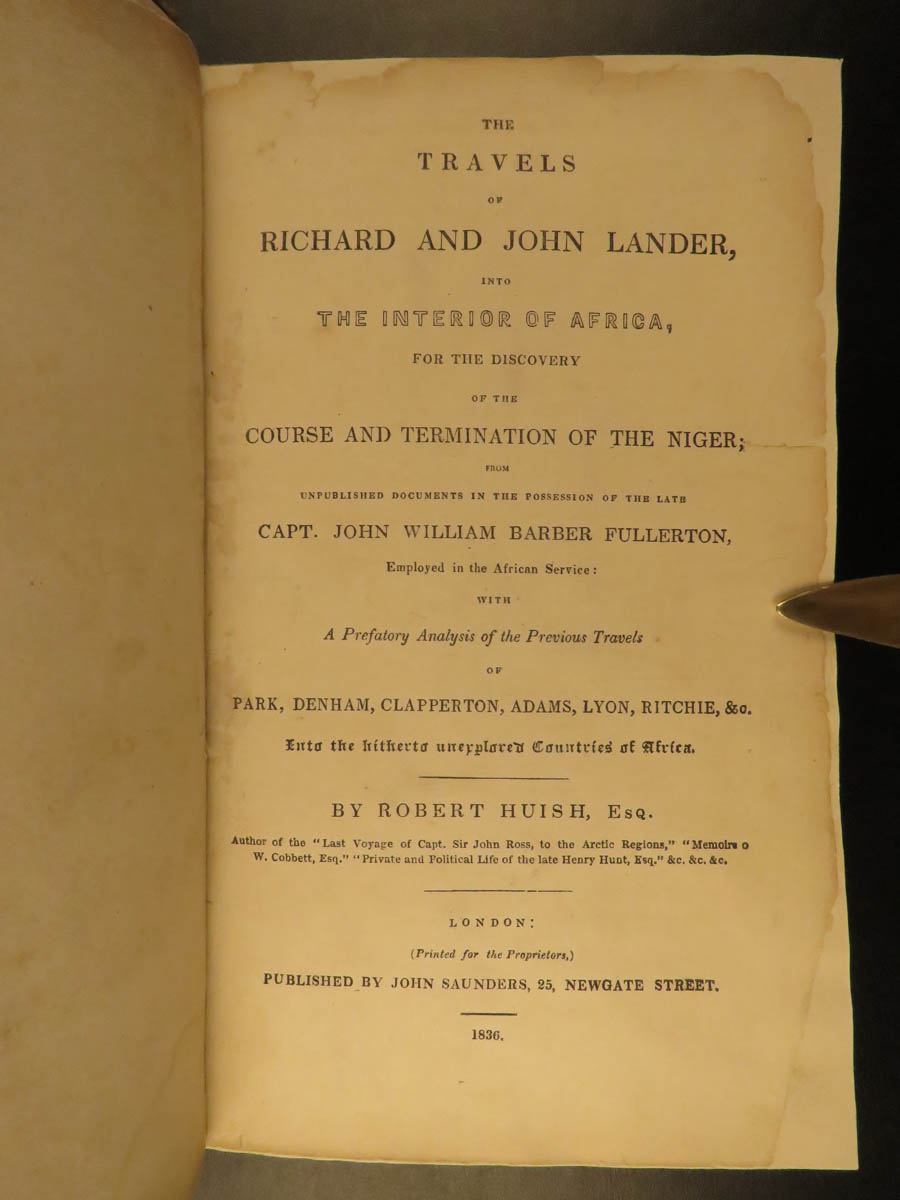 THE
TRAVELS
OF
RICHARD AND JOHN LANDER,
INTO
THE INTERIOR OF AFRICA,
FOR THE DISCOVERY
OF THE
COURSE AND TERMINATION OF THE NIGER;
FROM
UNPUBLISHED DOCUMENTS IN THE POSSESSION OF THE LATE
CAPT. JOHN WILLIAM BARBER FULLERTON,
Employed in the African Service:
WITH
A Prefatory Analysis of the Previous Travels
OF
PARK, DENHAM, CLAPPERTON, ADAMS, LYON, RITCHIE, &c.
Into the hitherto unexplored Countries of Africa.
BY ROBERT HUISH, Esq.
Author of the "Last Voyage of Capt. Sir John Ross, to the Arctic Regions," "Memoirs o
W. Cobbett, Esq." "Private and Political Life of the late Henry Hunt, Esq." &c. &c. &c.
LONDON:
(Printed for the Proprietors,)
PUBLISHED BY JOHN SAUNDERS, 25, NEWGATE STREET.
1836.